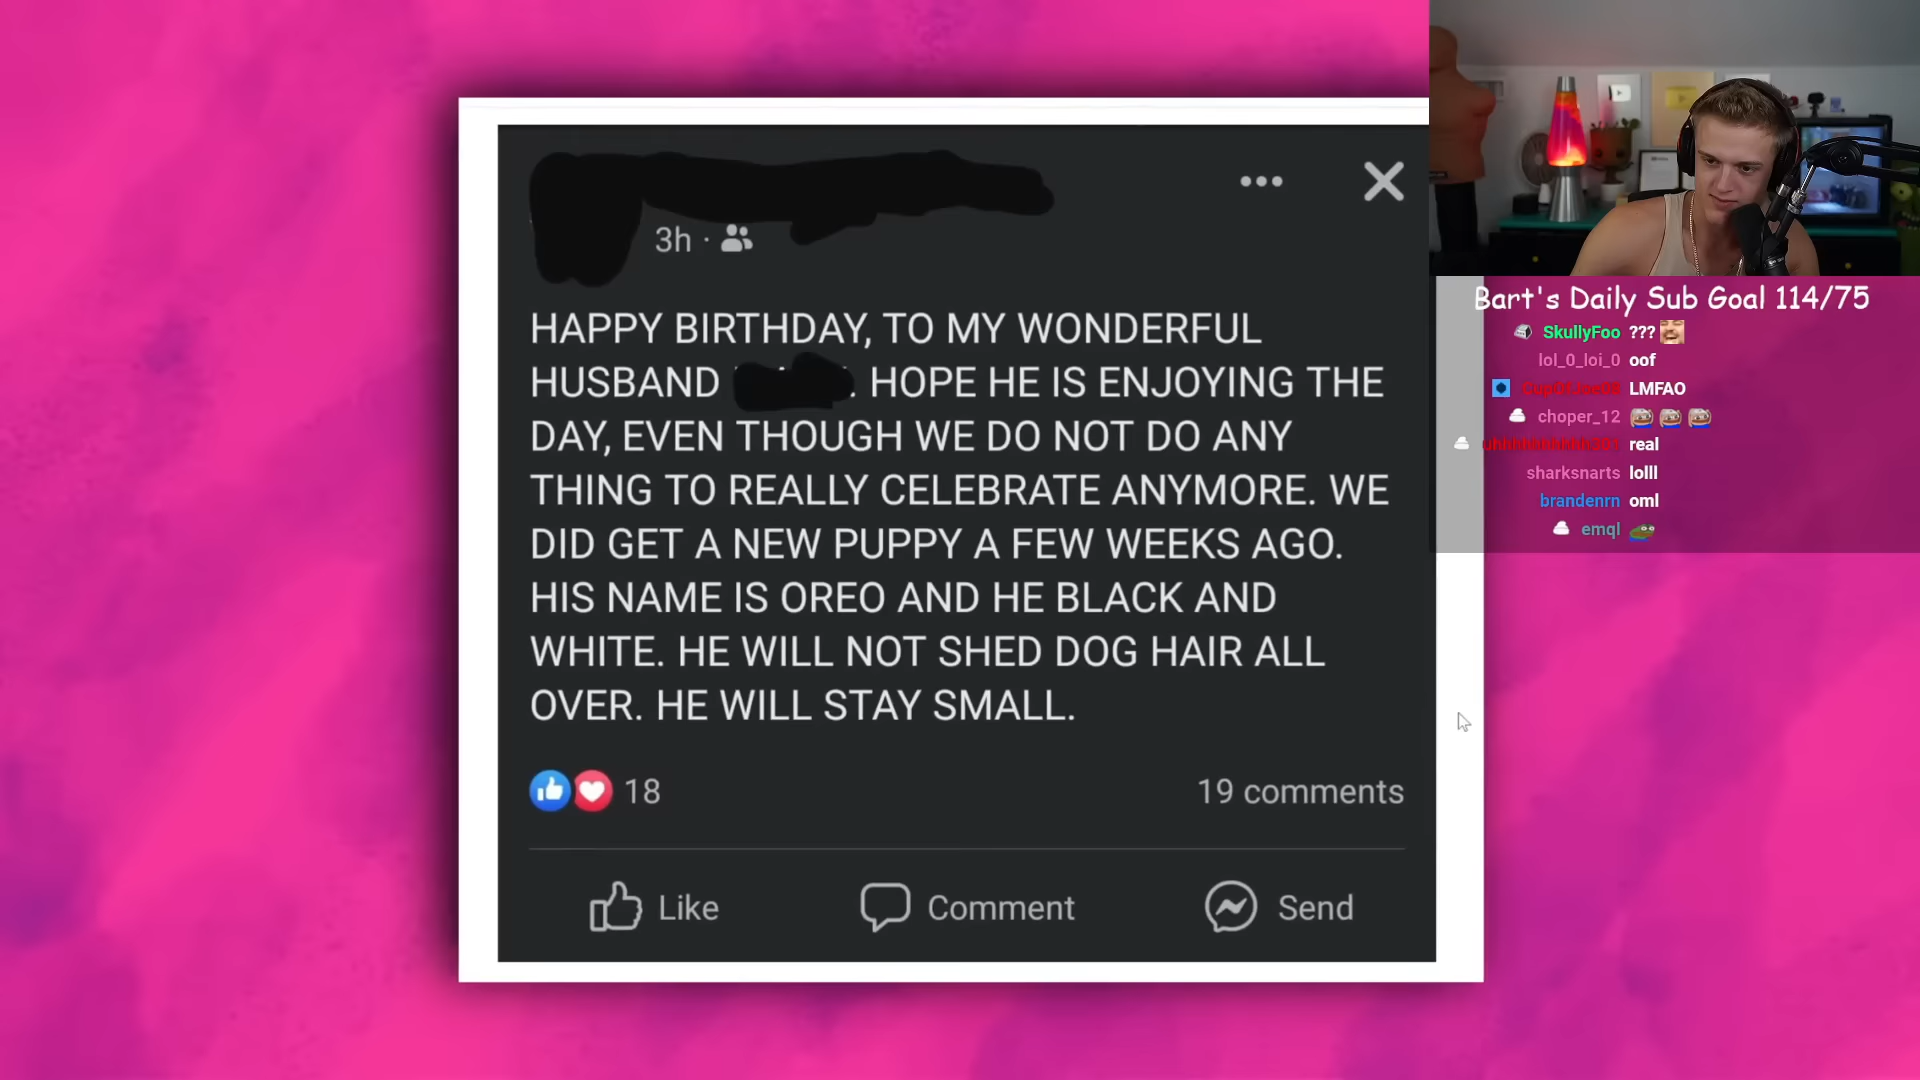 3h ·
HAPPY BIRTHDAY, TO MY WONDERFUL
HUSBAND . HOPE HE IS ENJOYING THE
DAY, EVEN THOUGH WE DO NOT DO ANY
THING TO REALLY CELEBRATE ANYMORE. WE
DID GET A NEW PUPPY A FEW WEEKS AGO.
HIS NAME IS OREO AND HE BLACK AND
WHITE. HE WILL NOT SHED DOG HAIR ALL
OVER. HE WILL STAY SMALL.
18
19 comments
Like
Comment
Send
Bart's Daily Sub Goal 114/75
SkullyFoo ???
lol_0_loi_0 oof
LMFAO
choper_12
real
sharksnarts lolll
brandenrn oml
emql